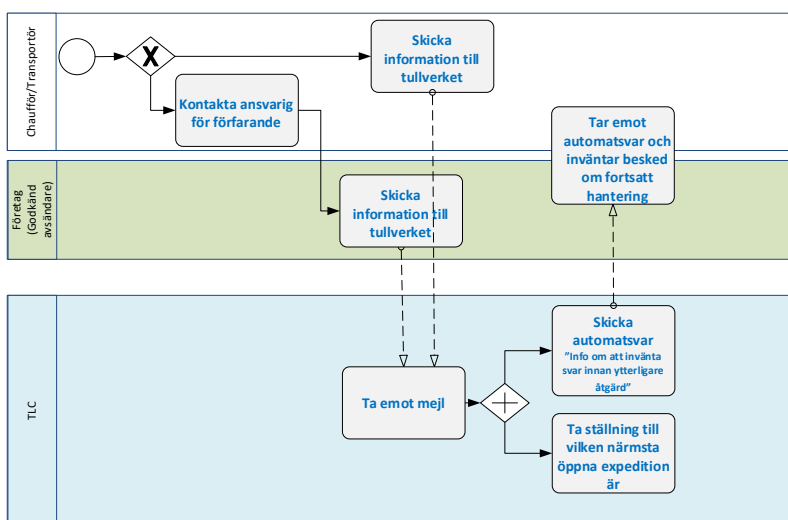 Chaufför/Transportör
Skicka
information till
tullverket
Kontakta ansvarig
för förfarande
Tar emot
automatsvar och
inväntar besked
om fortsatt
hantering
Företag
(Godkänd
avsändare)
Skicka
information till
tullverket
TLC
Ta emot mejl
Skicka
automatsvar
”Info om att invänta
svar innan ytterligare
åtgärd”
Ta ställning till
vilken närmsta
öppna expedition
är